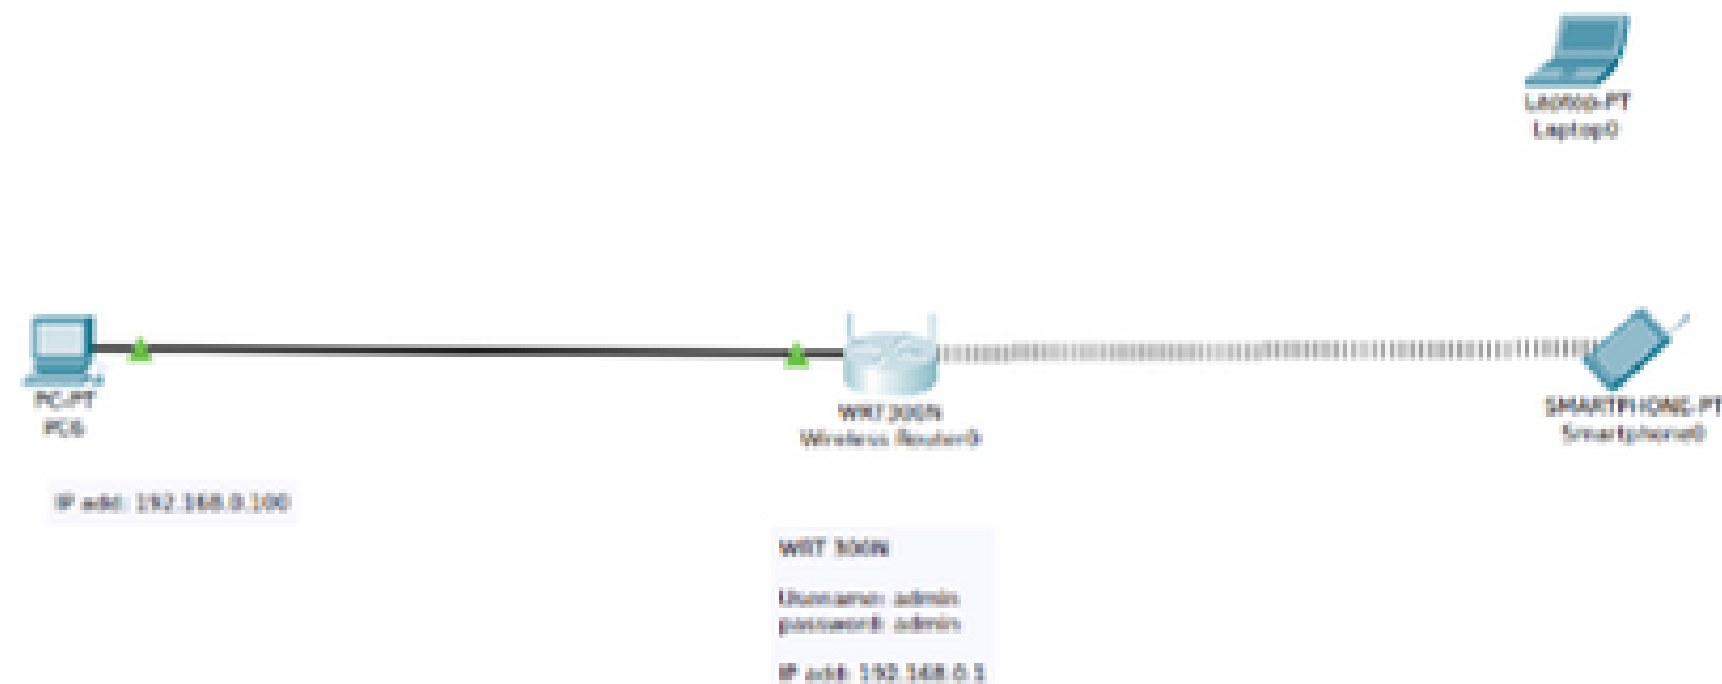 Laptop-PT
Laptop0
PC-PT
PC6
WRT300N
Wireless Router0
SMARTPHONE-PT
Smartphone0
IP add: 192.168.0.100
WRT 300N
Username: admin
password: admin
IP add: 192.168.0.1